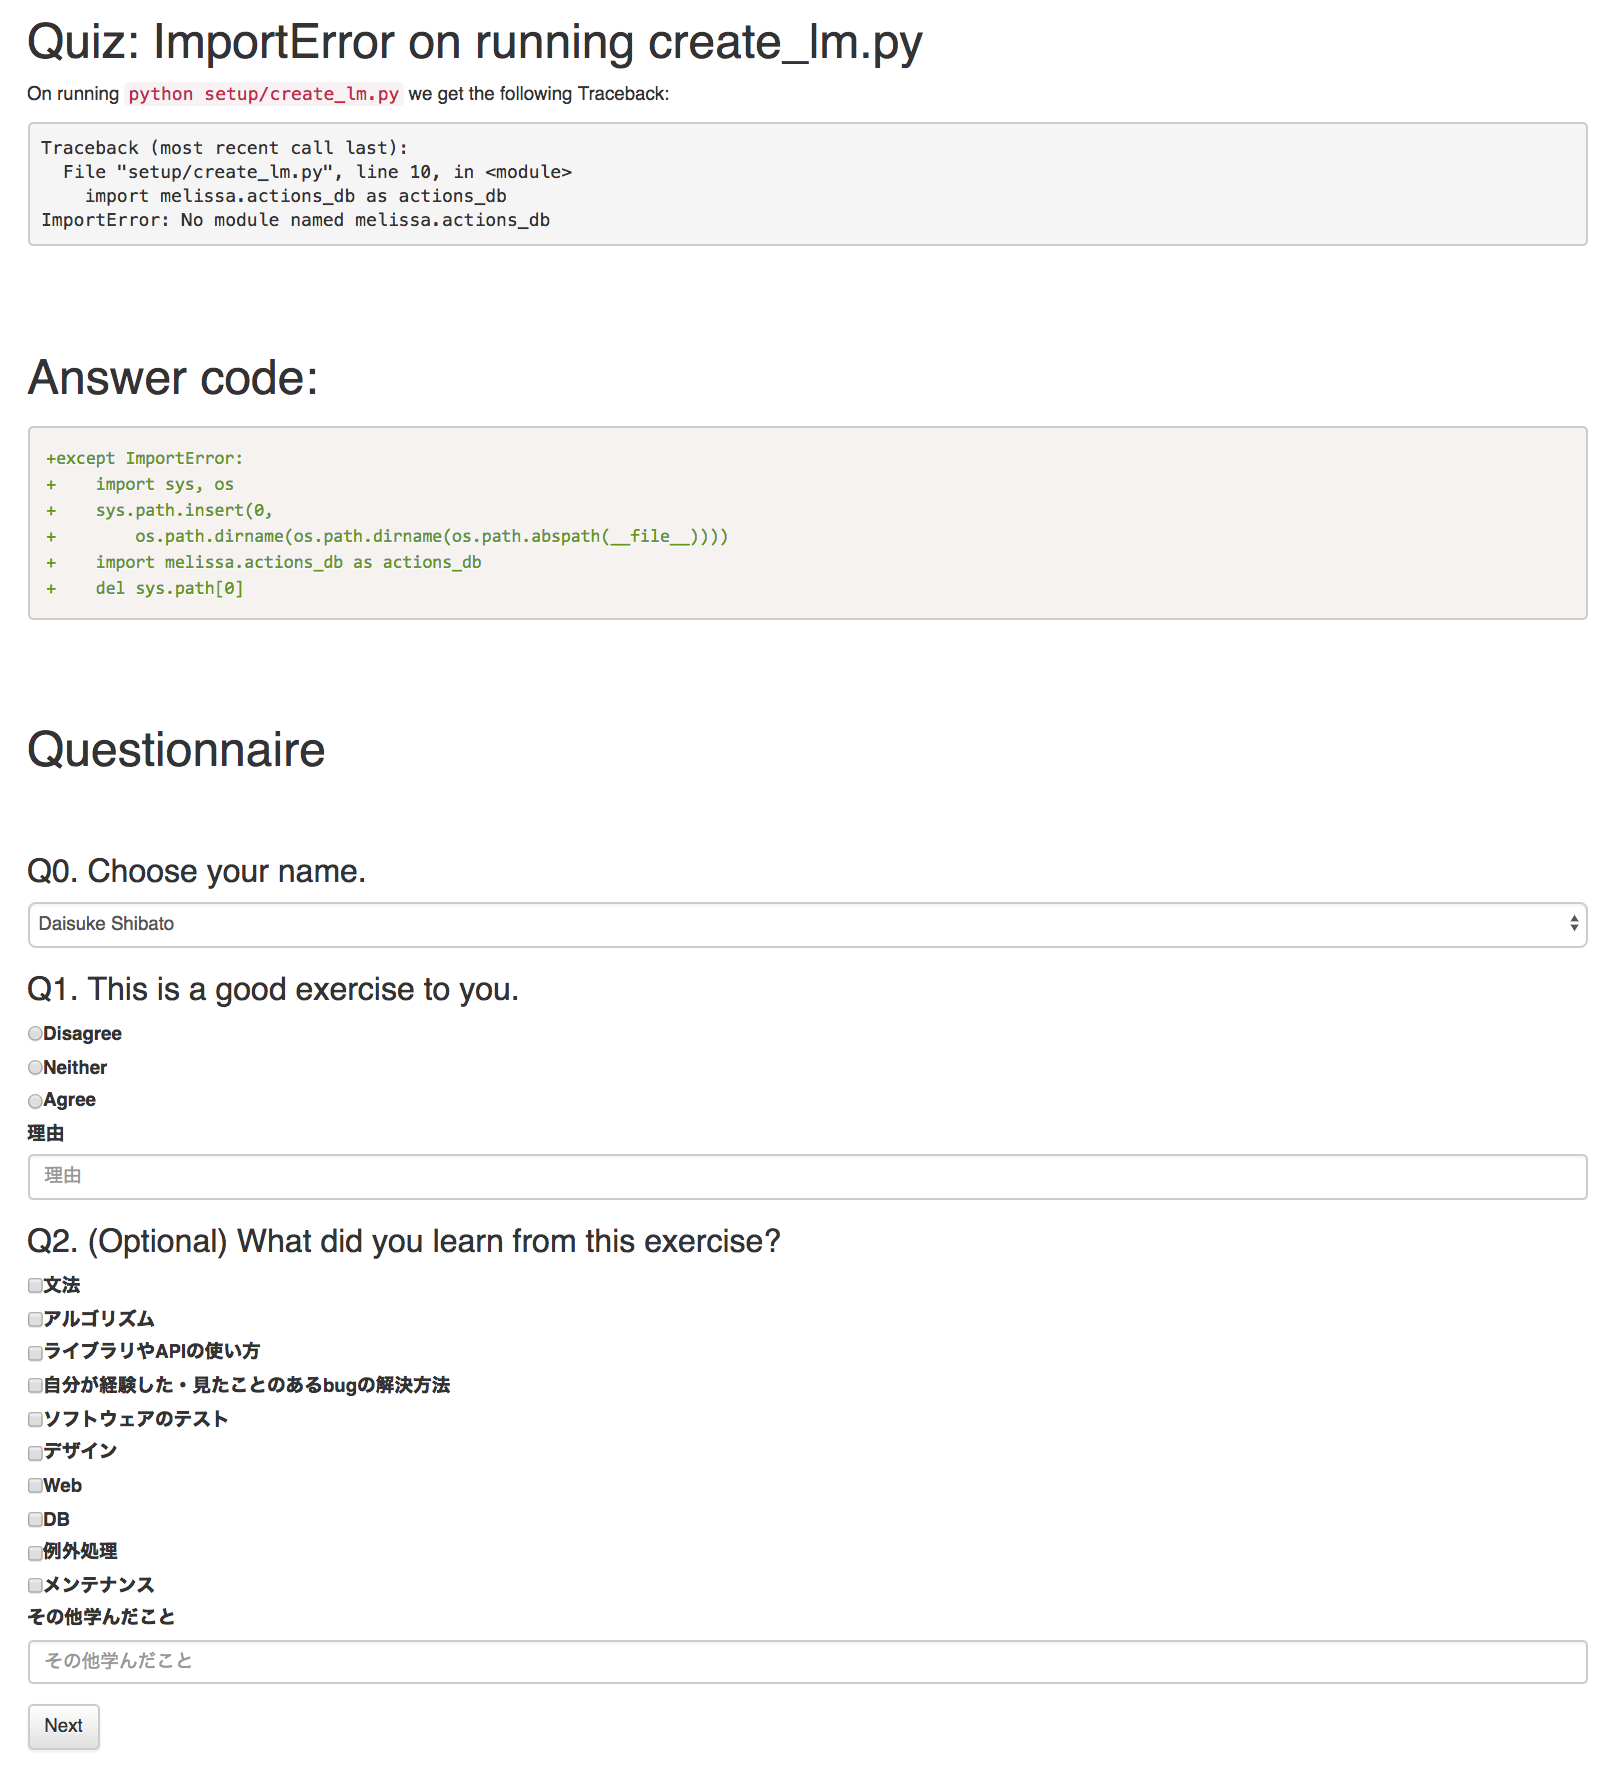 Quiz: ImportError on running create_lm.py
On running python setup/create_lm.py we get the following Traceback:
Traceback (most recent call last):
  File "setup/create_lm.py", line 10, in <module>
    import melissa.actions_db as actions_db
ImportError: No module named melissa.actions_db
Answer code:
+except ImportError:
+    import sys, os
+    sys.path.insert(0,
+        os.path.dirname(os.path.dirname(os.path.abspath(__file__))))
+    import melissa.actions_db as actions_db
+    del sys.path[0]
Questionnaire
Q0. Choose your name.
Daisuke Shibato
Q1. This is a good exercise to you.
Disagree
Neither
Agree
理由
理由
Q2. (Optional) What did you learn from this exercise?
文法
アルゴリズム
ライブラリやAPIの使い方
自分が経験した・見たことのあるbugの解決方法
ソフトウェアのテスト
デザイン
Web
DB
例外処理
メンテナンス
その他学んだこと
その他学んだこと
Next